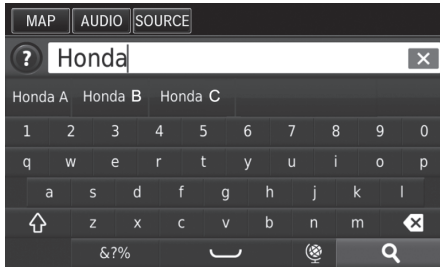 MAP AUDIO SOURCE
? Honda
Honda A Honda B Honda C
1 2 3 4 5 6 7 8 9 0
q w e r t y u i o p
a s d f g h j k l
z x c v b n m
&?%